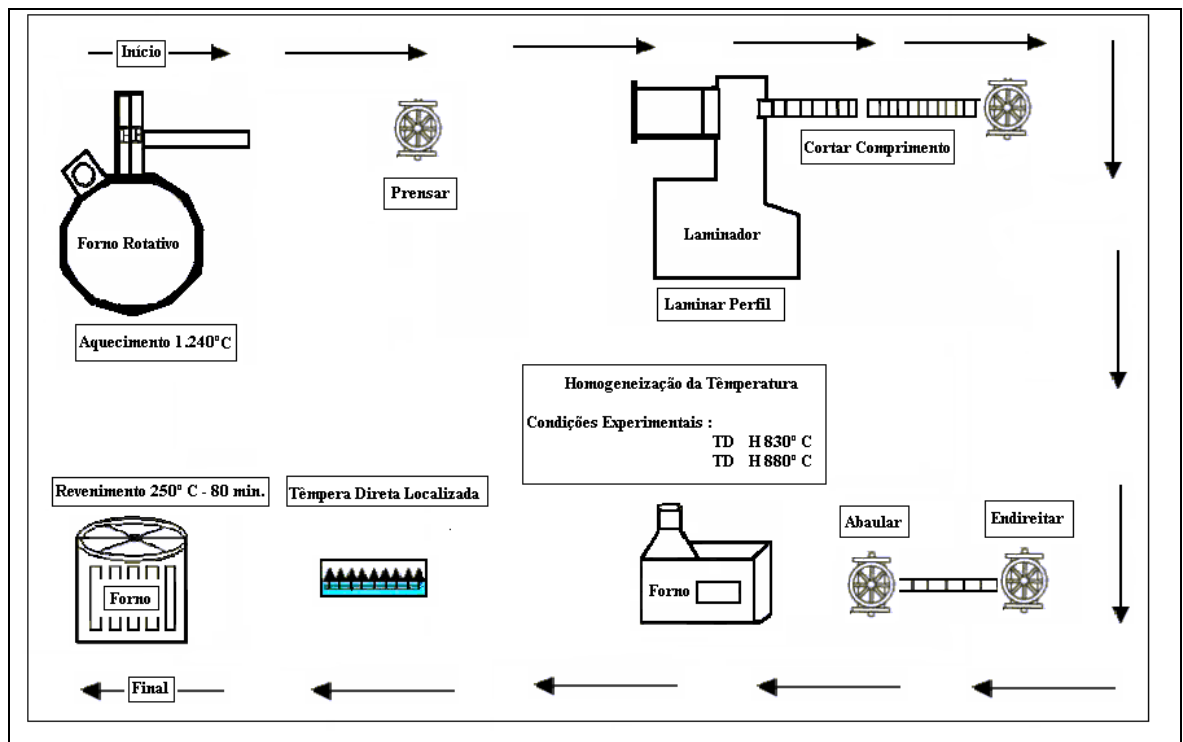 Início
Prensar
Cortar Comprimento
Forno Rotativo
Laminador
Laminar Perfil
Aquecimento 1.240°C
Homogeneização da Têmperatura
Condições Experimentais :
TD H 830° C
TD H 880° C
Revenimento 250° C - 80 min.
Têmpera Direta Localizada
Abaular
Endireitar
Forno
Forno
Final